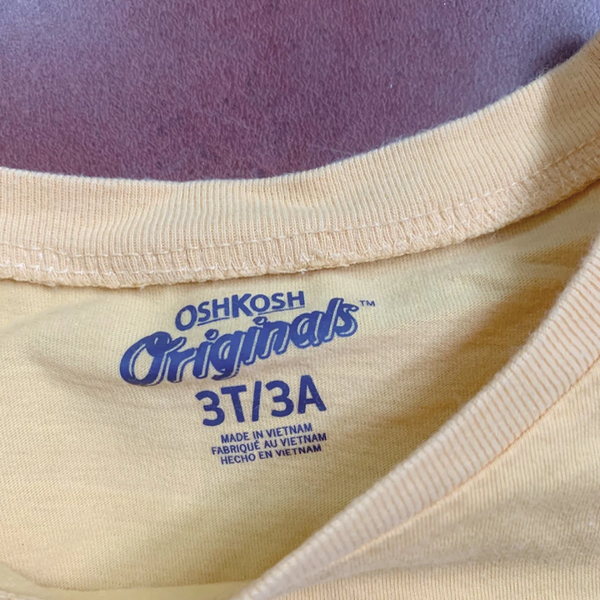 OSHKOSH
Originals™
3T/3A
MADE IN VIETNAM
FABRIQUÉ AU VIETNAM
HECHO EN VIETNAM